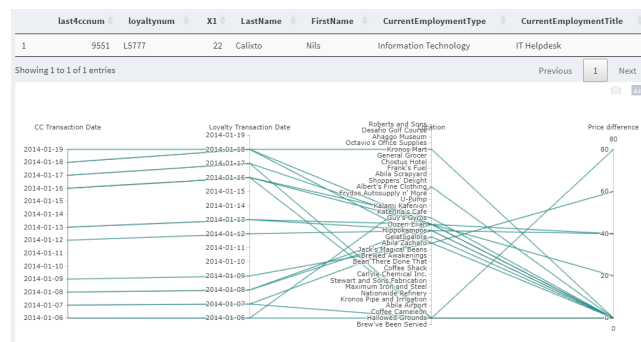 last4ccnum loyaltynum X1 LastName FirstName CurrentEmploymentType CurrentEmploymentTitle
1 9551 L5777 22 Calixto Nils Information Technology IT Helpdesk
Showing 1 to 1 of 1 entries
Previous 1 Next
CC Transaction Date
2014-01-19
2014-01-18
2014-01-17
2014-01-16
2014-01-15
2014-01-14
2014-01-13
2014-01-12
2014-01-11
2014-01-10
2014-01-09
2014-01-08
2014-01-07
2014-01-06
Loyalty Transaction Date
2014-01-19
2014-01-18
2014-01-17
2014-01-16
2014-01-15
2014-01-14
2014-01-13
2014-01-12
2014-01-11
2014-01-10
2014-01-09
2014-01-08
2014-01-07
2014-01-06
Location
Roberts and Sons
Desafio Golf Course
Ahaggo Museum
Octavio's Office Supplies
Kronos Mart
General Grocer
Chostus Hotel
Frank's Fuel
Abila Scrapyard
Shoppers' Delight
Albert's Fine Clothing
Frydos Autosupply n' More
U-Pump
Kalami Kafenion
Katerina's Cafe
Guy's Gyros
Ouzeri Elian
Hippokampos
Gelatogalore
Abila Zacharo
Jack's Magical Beans
Brewed Awakenings
Bean There Done That
Coffee Shack
Carlyle Chemical Inc.
Stewart and Sons Fabrication
Maximum Iron and Steel
Nationwide Refinery
Kronos Pipe and Irrigation
Abila Airport
Coffee Cameleon
Hallowed Grounds
Brew've Been Served
Price difference
80
80
60
40
20
0
0